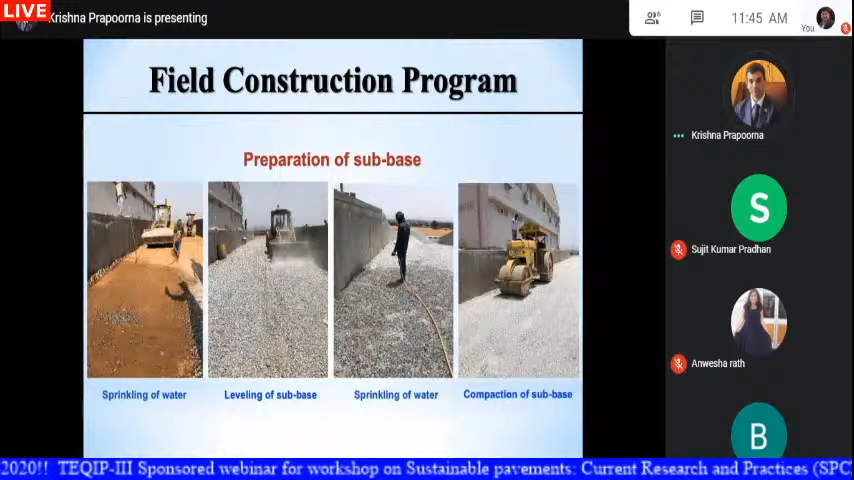 LIVE
Krishna Prapoorna is presenting
6
11:45 AM
You
Field Construction Program
Preparation of sub-base
Sprinkling of water
Leveling of sub-base
Sprinkling of water
Compaction of sub-base
Krishna Prapoorna
S
Sujit Kumar Pradhan
Anwesha rath
B
2020!! TEQIP-III Sponsored webinar for workshop on Sustainable pavements: Current Research and Practices (SPC